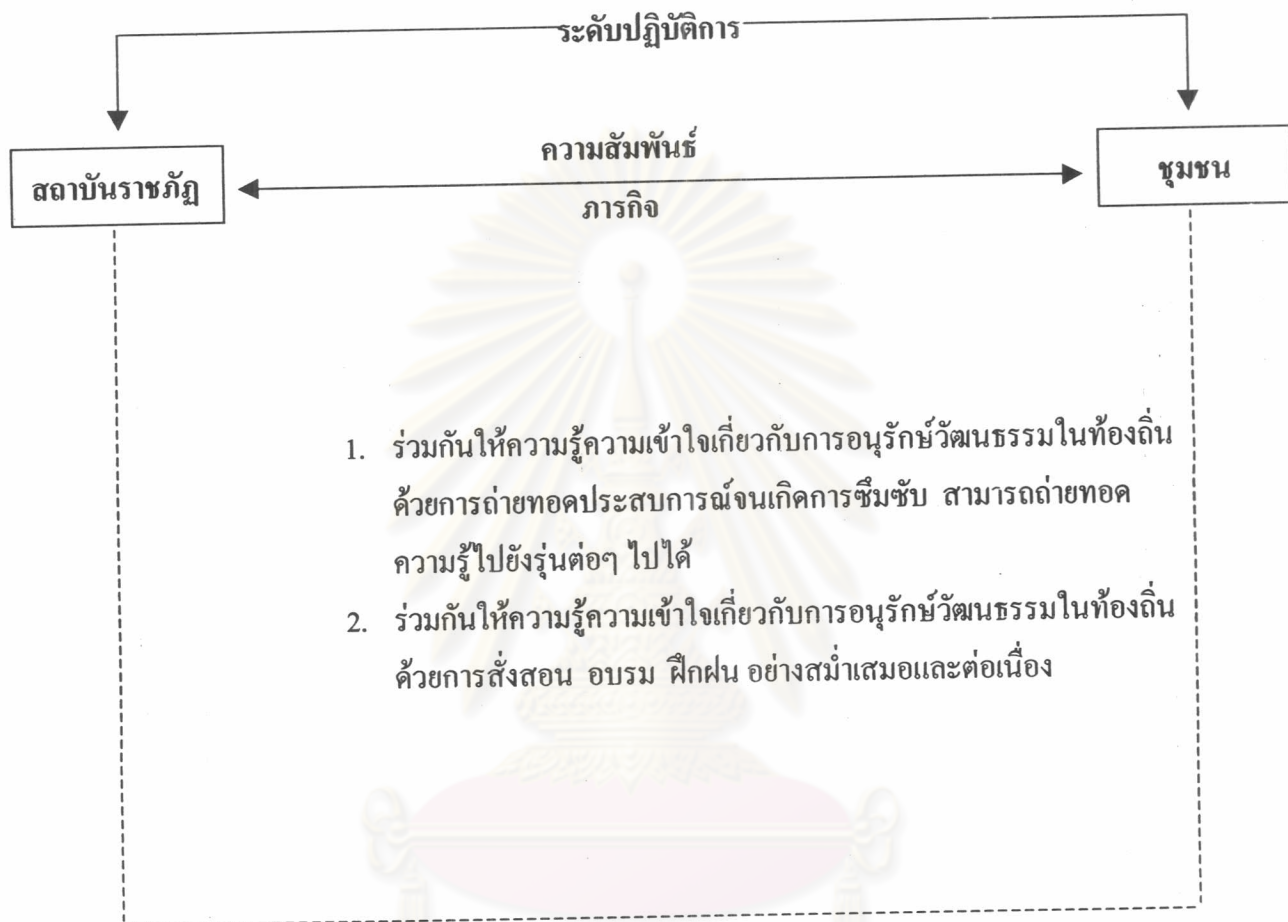 ระดับปฏิบัติการ
ความสัมพันธ์
สถาบันราชภัฏ
ชุมชน
ภารกิจ
1. ร่วมกันให้ความรู้ความเข้าใจเกี่ยวกับการอนุรักษ์วัฒนธรรมในท้องถิ่น
ด้วยการถ่ายทอดประสบการณ์จนเกิดการซึมซับ สามารถถ่ายทอด
ความรู้ไปยังรุ่นต่อๆ ไปได้
2. ร่วมกันให้ความรู้ความเข้าใจเกี่ยวกับการอนุรักษ์วัฒนธรรมในท้องถิ่น
ด้วยการสั่งสอน อบรม ฝึกฝน อย่างสม่ำเสมอและต่อเนื่อง